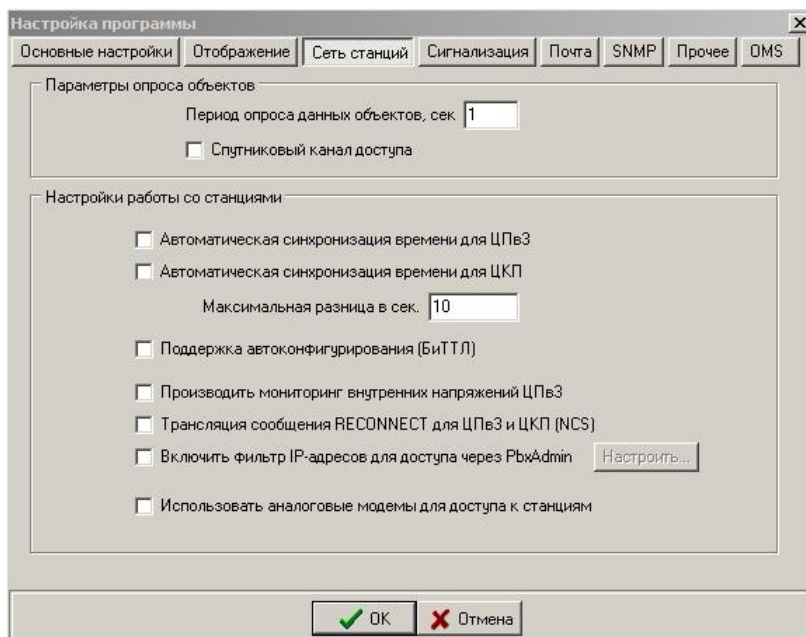 Настройка программы
Основные настройки Отображение Сеть станций Сигнализация Почта SNMP Прочее OMS
Параметры опроса объектов
Период опроса данных объектов, сек 1
Спутниковый канал доступа
Настройки работы со станциями
Автоматическая синхронизация времени для ЦПв3
Автоматическая синхронизация времени для ЦКП
Максимальная разница в сек. 10
Поддержка автоконфигурирования (БиТТЛ)
Производить мониторинг внутренних напряжений ЦПв3
Трансляция сообщения RECONNECT для ЦПв3 и ЦКП (NCS)
Включить фильтр IP-адресов для доступа через PbxAdmin Настроить...
Использовать аналоговые модемы для доступа к станциям
OK Отмена